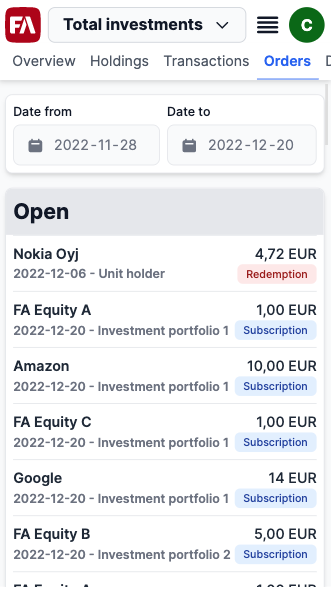 FA
Total investments
C
Overview Holdings Transactions Orders
Date from Date to
2022-11-28 2022-12-20
Open
Nokia Oyj 4,72 EUR
2022-12-06 - Unit holder Redemption
FA Equity A 1,00 EUR
2022-12-20 - Investment portfolio 1 Subscription
Amazon 10,00 EUR
2022-12-20 - Investment portfolio 1 Subscription
FA Equity C 1,00 EUR
2022-12-20 - Investment portfolio 1 Subscription
Google 14 EUR
2022-12-20 - Investment portfolio 1 Subscription
FA Equity B 5,00 EUR
2022-12-20 - Investment portfolio 2 Subscription